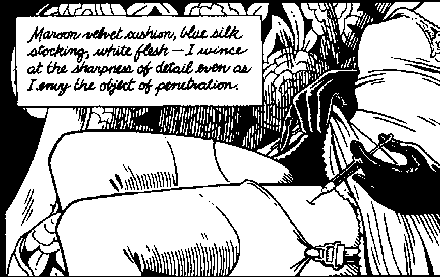 Maroon velvet cushion, blue silk
stocking, white flesh — I wince
at the sharpness of detail even as
I envy the object of penetration.